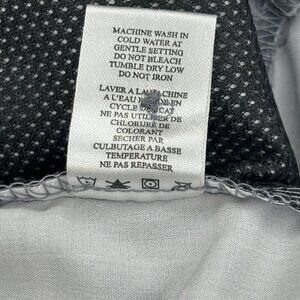 MACHINE WASH IN
COLD WATER AT
GENTLE SETTING
DO NOT BLEACH
TUMBLE DRY LOW
DO NOT IRON
LAVER A LA MACHINE
A L'EAU EN
CYCLE
NE PAS UTILISER DE
CHLORURE DE
COLORANT
SECHER PAR
CULBUTAGE A BASSE
TEMPERATURE
NE PAS REPASSER